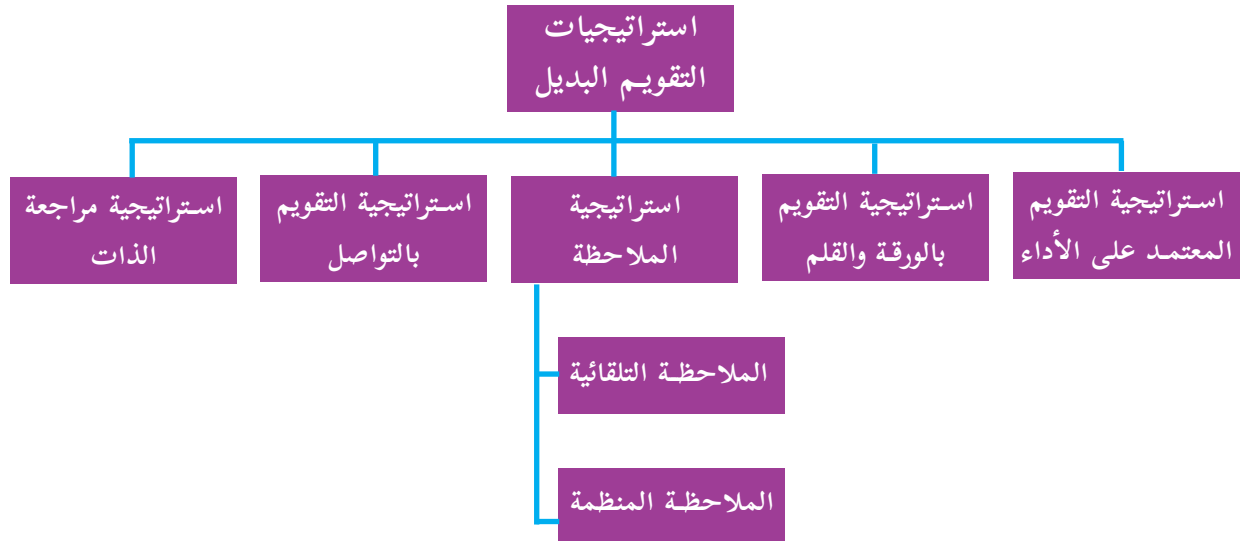 استراتيجيات
التقويم البديل
استراتيجية التقويم
المعتمد على الأداء
استراتيجية التقويم
بالورقة والقلم
استراتيجية
الملاحظة
استراتيجية التقويم
بالتواصل
استراتيجية مراجعة
الذات
الملاحظة التلقائية
الملاحظة المنظمة